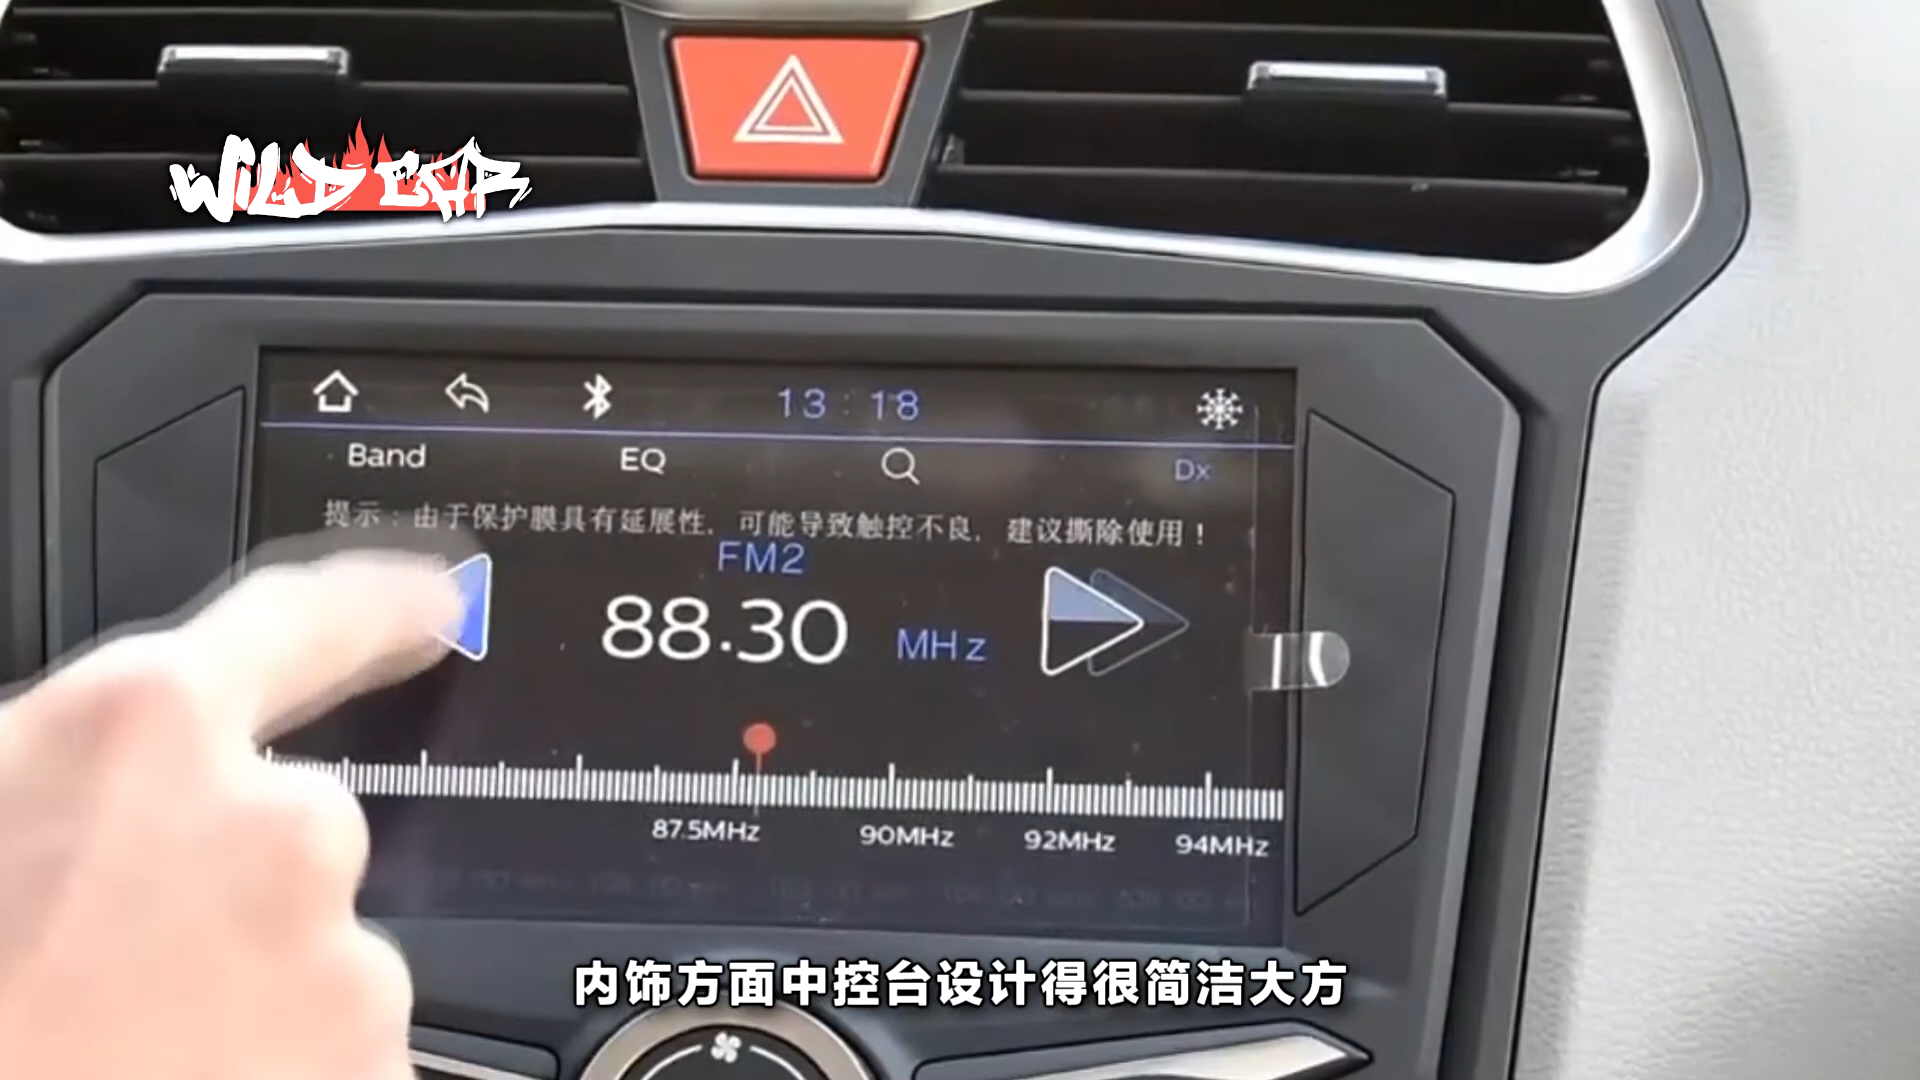 WILD CAR
13:18
Band EQ Dx
提示：由于保护膜具有延展性，可能导致触控不良，建议撕除使用！
FM2
88.30 MHz
87.5MHz 90MHz 92MHz 94MHz
内饰方面中控台设计得很简洁大方